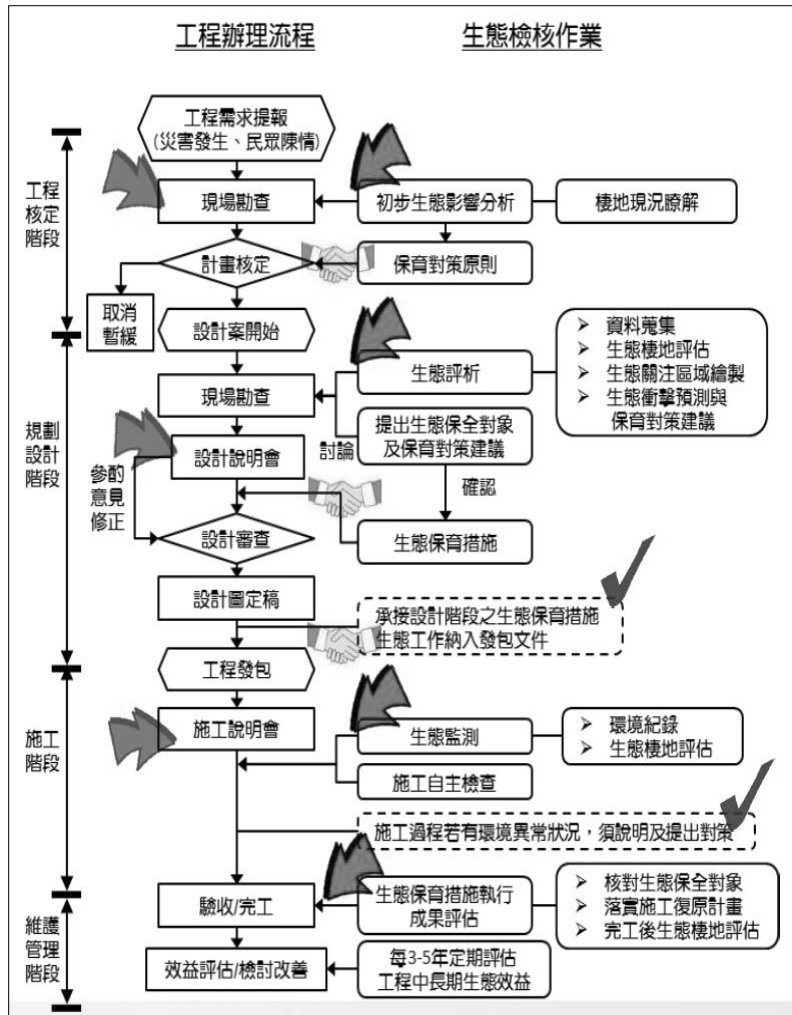 工程辦理流程
生態檢核作業
工程
核定
階段
工程需求提報
(災害發生、民眾陳情)
現場勘查
初步生態影響分析
棲地現況瞭解
計畫核定
保育對策原則
取消
暫緩
設計案開始
規劃
設計
階段
現場勘查
生態評析
➢ 資料蒐集
➢ 生態棲地評估
➢ 生態關注區域繪製
➢ 生態衝擊預測與
保育對策建議
提出生態保全對象
及保育對策建議
討論
設計說明會
參酌
意見
修正
確認
設計審查
生態保育措施
設計圖定稿
承接設計階段之生態保育措施
生態工作納入發包文件
工程發包
施工
階段
施工說明會
生態監測
➢ 環境紀錄
➢ 生態棲地評估
施工自主檢查
施工過程若有環境異常狀況，須說明及提出對策
維護
管理
階段
驗收/完工
生態保育措施執行
成果評估
➢ 核對生態保全對象
➢ 落實施工復原計畫
➢ 完工後生態棲地評估
效益評估/檢討改善
每3-5年定期評估
工程中長期生態效益